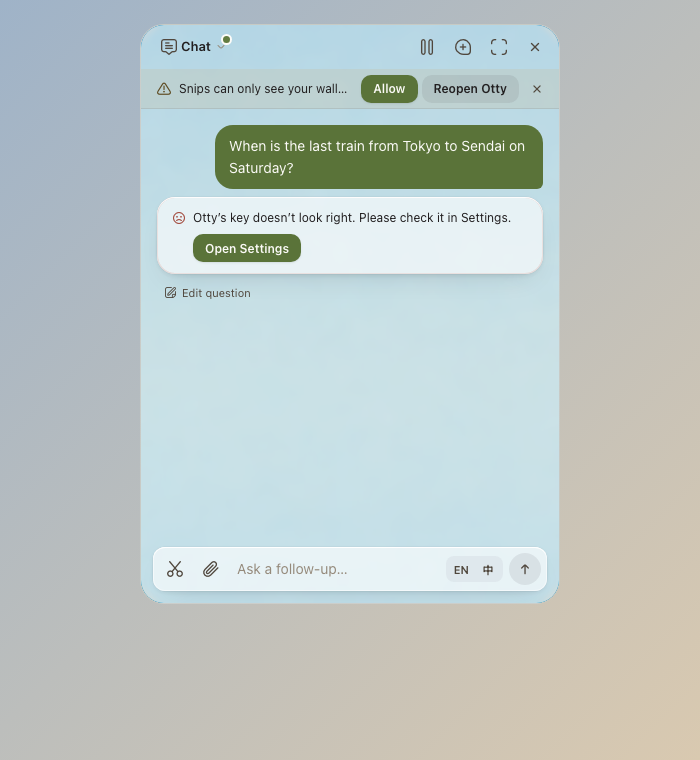 Chat
Snips can only see your wall...
Allow
Reopen Otty
When is the last train from Tokyo to Sendai on
Saturday?
Otty’s key doesn’t look right. Please check it in Settings.
Open Settings
Edit question
Ask a follow-up...
EN 中